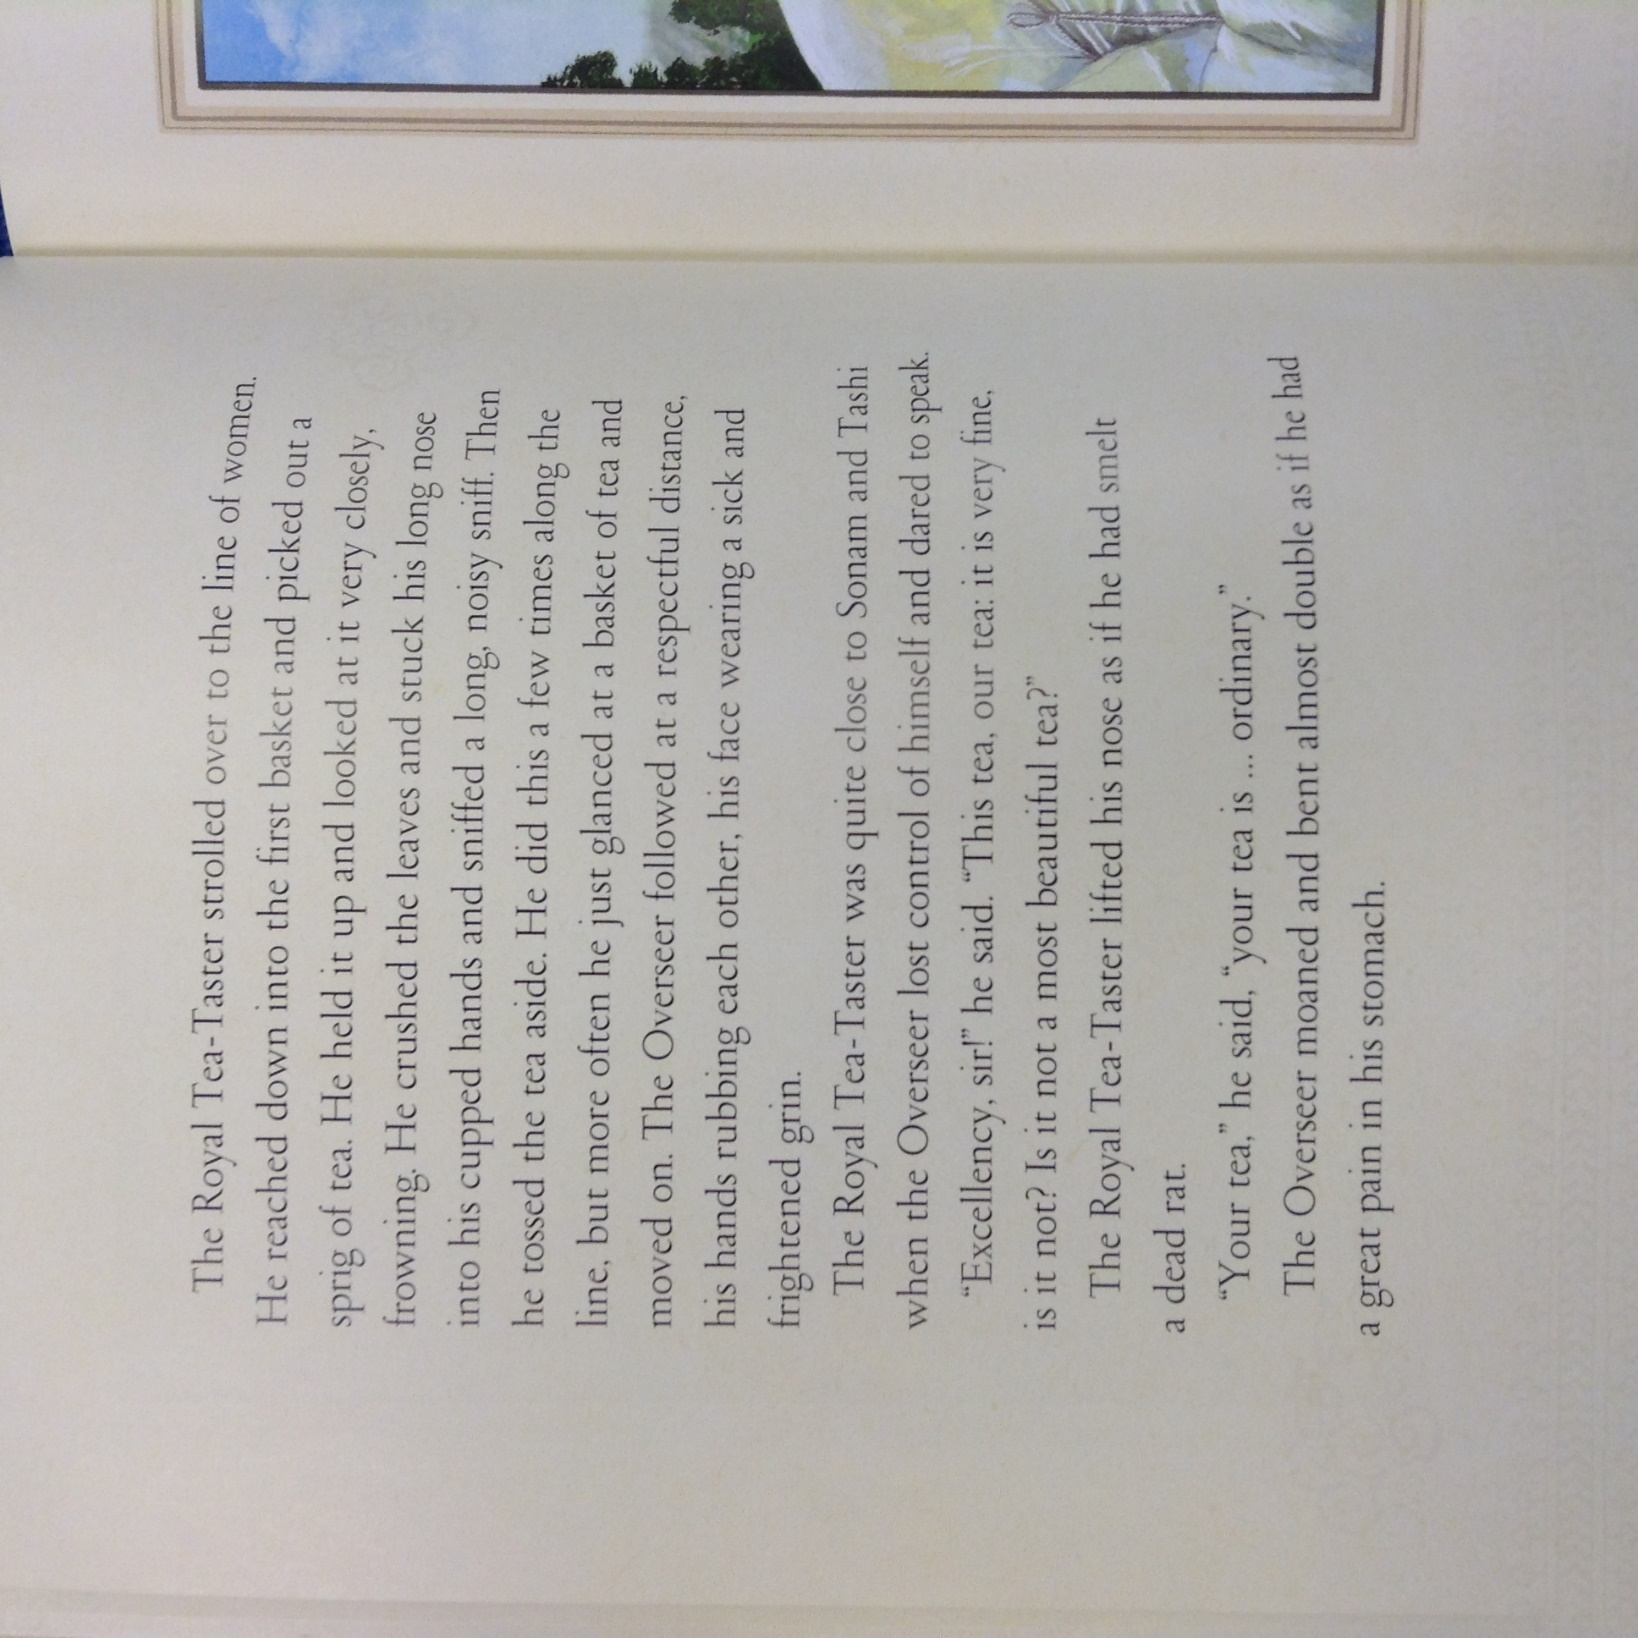 The Royal Tea-Taster strolled over to the line of women.
He reached down into the first basket and picked out a
sprig of tea. He held it up and looked at it very closely,
frowning. He crushed the leaves and stuck his long nose
into his cupped hands and sniffed a long, noisy sniff. Then
he tossed the tea aside. He did this a few times along the
line, but more often he just glanced at a basket of tea and
moved on. The Overseer followed at a respectful distance,
his hands rubbing each other, his face wearing a sick and
frightened grin.
The Royal Tea-Taster was quite close to Sonam and Tashi
when the Overseer lost control of himself and dared to speak.
“Excellency, sir!” he said. “This tea, our tea: it is very fine,
is it not? Is it not a most beautiful tea?”
The Royal Tea-Taster lifted his nose as if he had smelt
a dead rat.
“Your tea,” he said, “your tea is ... ordinary.”
The Overseer moaned and bent almost double as if he had
a great pain in his stomach.